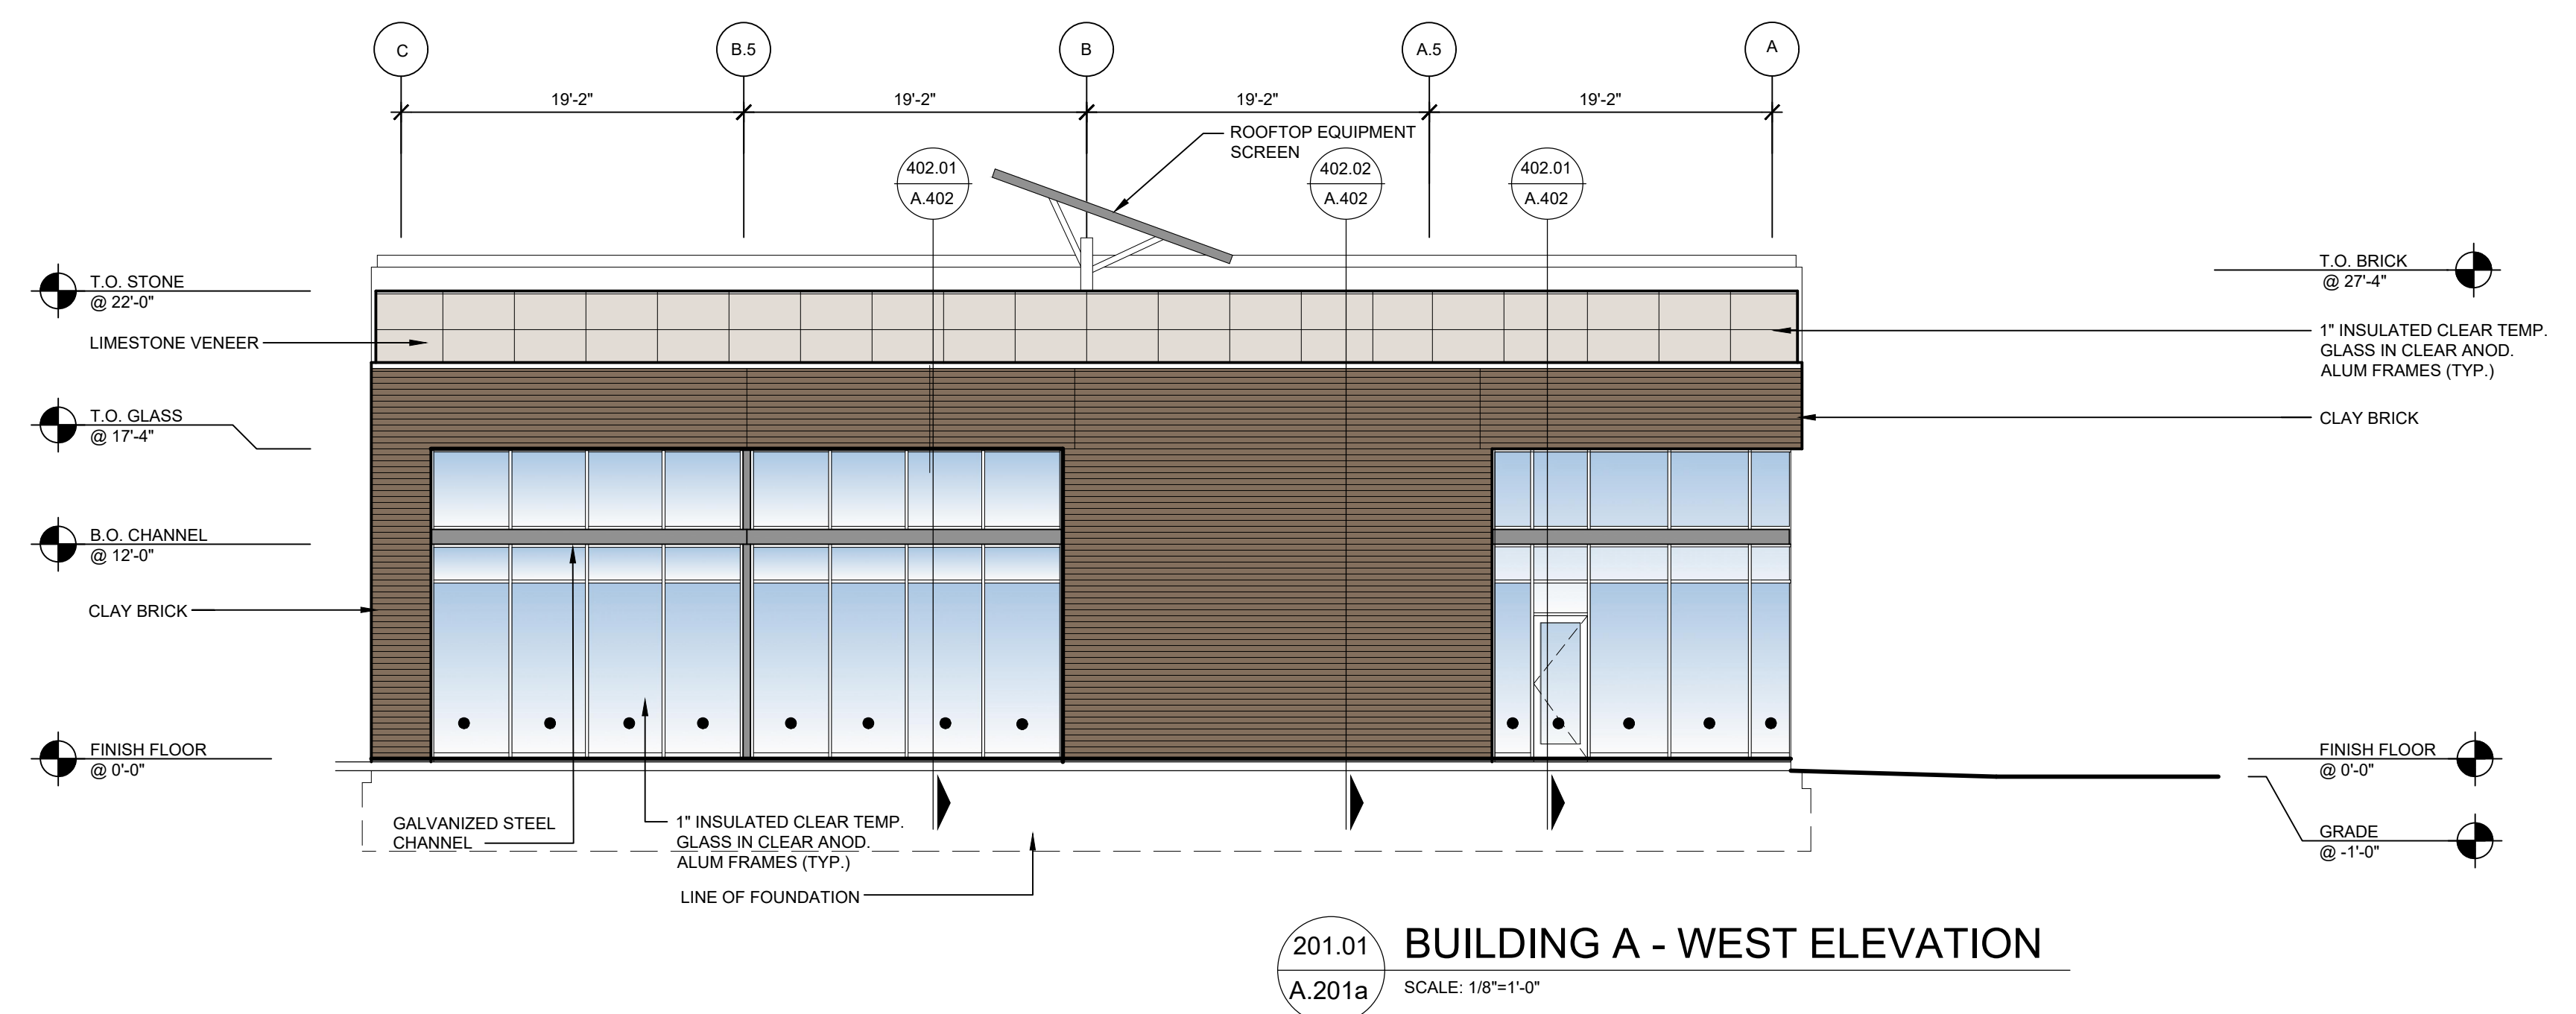 C
B.5
B
A.5
A
19'-2"
19'-2"
19'-2"
19'-2"
ROOFTOP EQUIPMENT
SCREEN
402.01
A.402
402.02
A.402
402.01
A.402
T.O. STONE
@ 22'-0"
LIMESTONE VENEER
T.O. GLASS
@ 17'-4"
B.O. CHANNEL
@ 12'-0"
CLAY BRICK
FINISH FLOOR
@ 0'-0"
T.O. BRICK
@ 27'-4"
1" INSULATED CLEAR TEMP.
GLASS IN CLEAR ANOD.
ALUM FRAMES (TYP.)
CLAY BRICK
FINISH FLOOR
@ 0'-0"
GRADE
@ -1'-0"
GALVANIZED STEEL
CHANNEL
1" INSULATED CLEAR TEMP.
GLASS IN CLEAR ANOD.
ALUM FRAMES (TYP.)
LINE OF FOUNDATION
201.01
A.201a
BUILDING A - WEST ELEVATION
SCALE: 1/8"=1'-0"